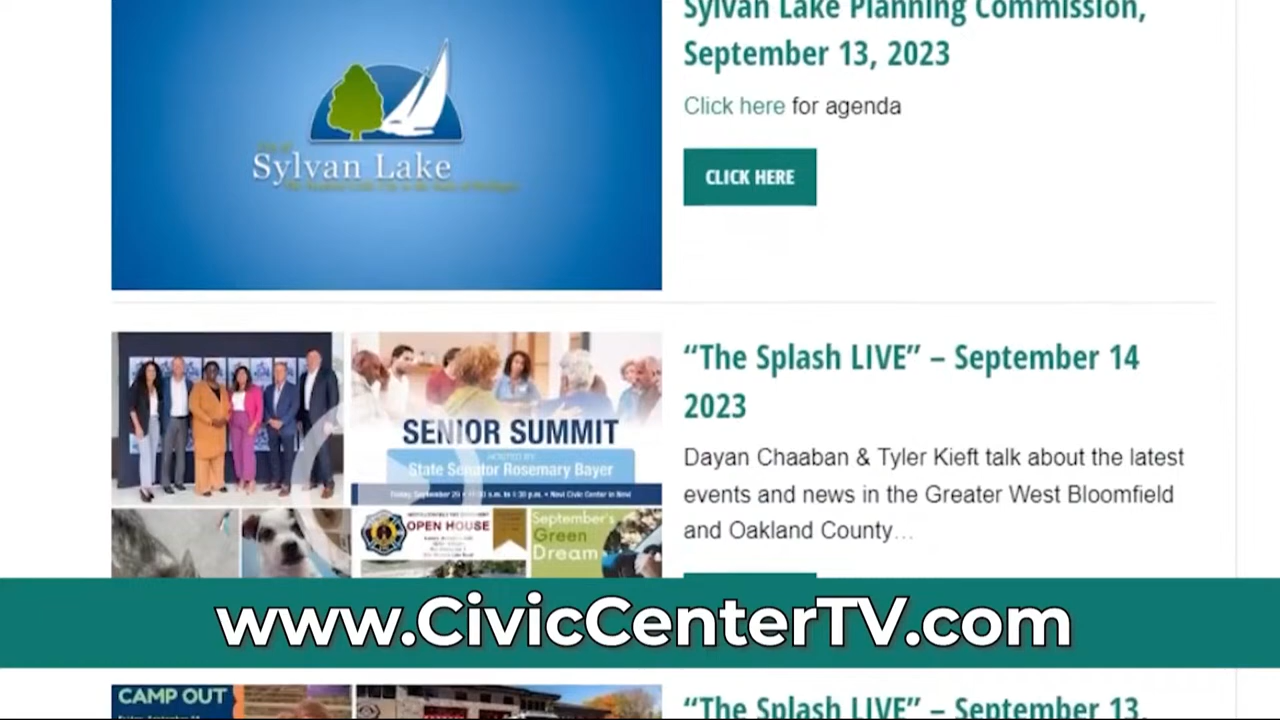 Sylvan Lake Planning Commission,
September 13, 2023
Click here for agenda
CLICK HERE
Sylvan Lake
"The Splash LIVE" – September 14
2023
Dayan Chaaban & Tyler Kieft talk about the latest
events and news in the Greater West Bloomfield
and Oakland County…
SENIOR SUMMIT
HOSTED BY
State Senator Rosemary Bayer
OPEN HOUSE
September's
Green
Dream
www.CivicCenterTV.com
CAMP OUT
"The Splash LIVE" – September 13,